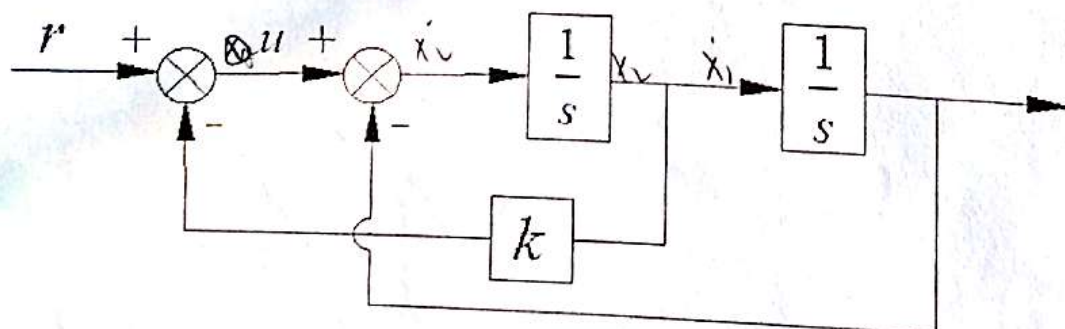 r + u + ẋ₂ 1/s x₂ ẋ₁ 1/s
- -
k